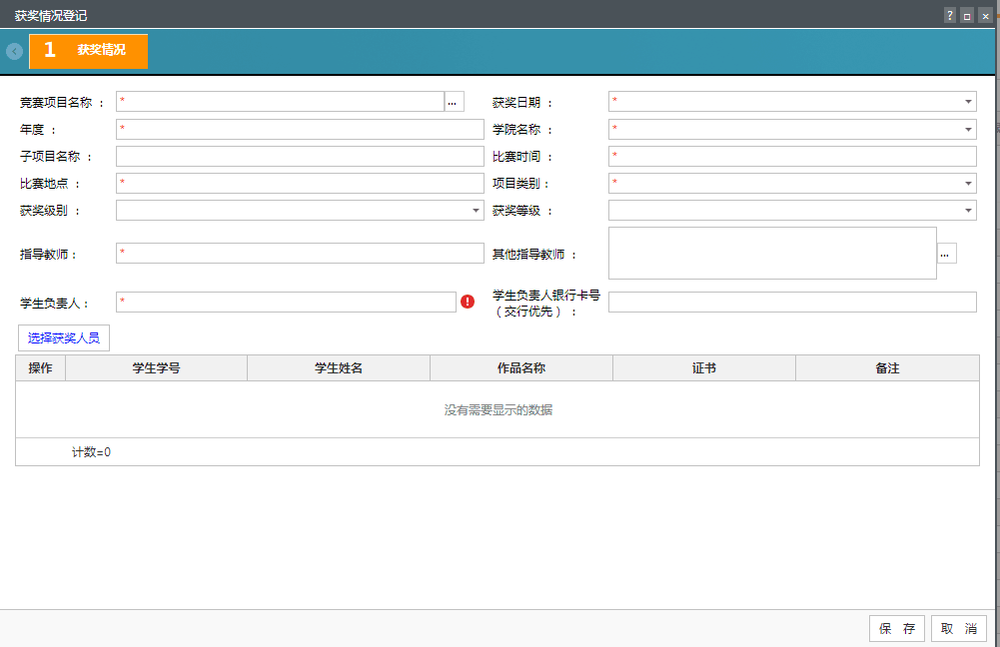 获奖情况登记
1 获奖情况
竞赛项目名称 ： * ... 获奖日期 ： *
年度 ： * 学院名称 ： *
子项目名称 ： 比赛时间 ： *
比赛地点 ： * 项目类别： *
获奖级别 ： 获奖等级 ：
指导教师： * 其他指导教师 ： ...
学生负责人： * 学生负责人银行卡号
（交行优先） ：
选择获奖人员
操作 学生学号 学生姓名 作品名称 证书 备注
没有需要显示的数据
计数=0
保 存 取 消